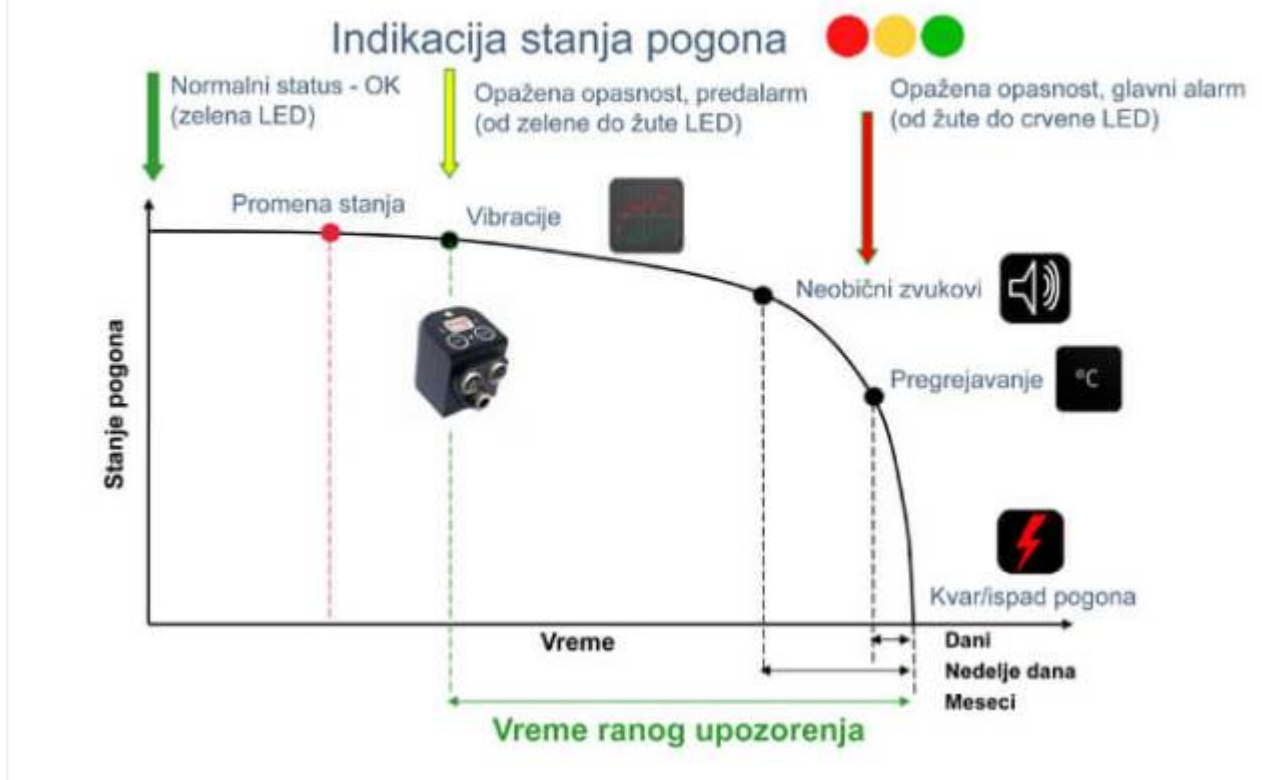 Indikacija stanja pogona
Normalni status - OK
(zelena LED)
Opažena opasnost, predalarm
(od zelene do žute LED)
Opažena opasnost, glavni alarm
(od žute do crvene LED)
Promena stanja
Vibracije
Neobični zvukovi
Pregrejavanje
°C
Stanje pogona
Kvar/ispad pogona
Vreme
Dani
Nedelje dana
Meseci
Vreme ranog upozorenja